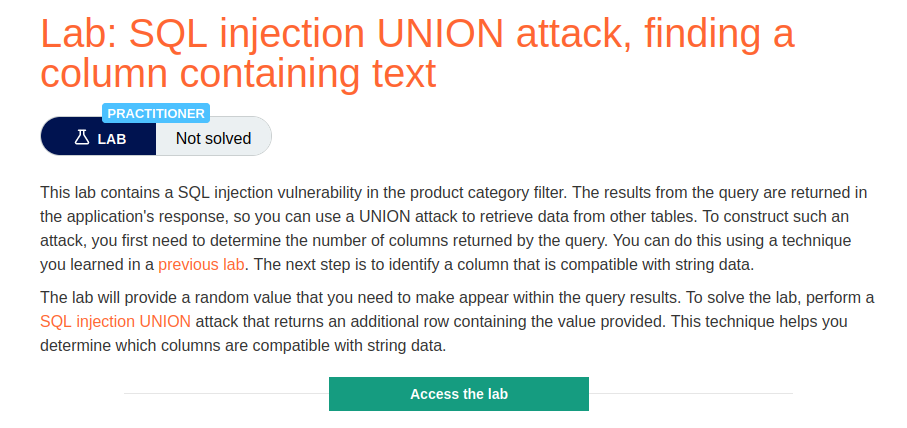 Lab: SQL injection UNION attack, finding a
column containing text
PRACTITIONER
LAB
Not solved
This lab contains a SQL injection vulnerability in the product category filter. The results from the query are returned in
the application's response, so you can use a UNION attack to retrieve data from other tables. To construct such an
attack, you first need to determine the number of columns returned by the query. You can do this using a technique
you learned in a previous lab. The next step is to identify a column that is compatible with string data.
The lab will provide a random value that you need to make appear within the query results. To solve the lab, perform a
SQL injection UNION attack that returns an additional row containing the value provided. This technique helps you
determine which columns are compatible with string data.
Access the lab